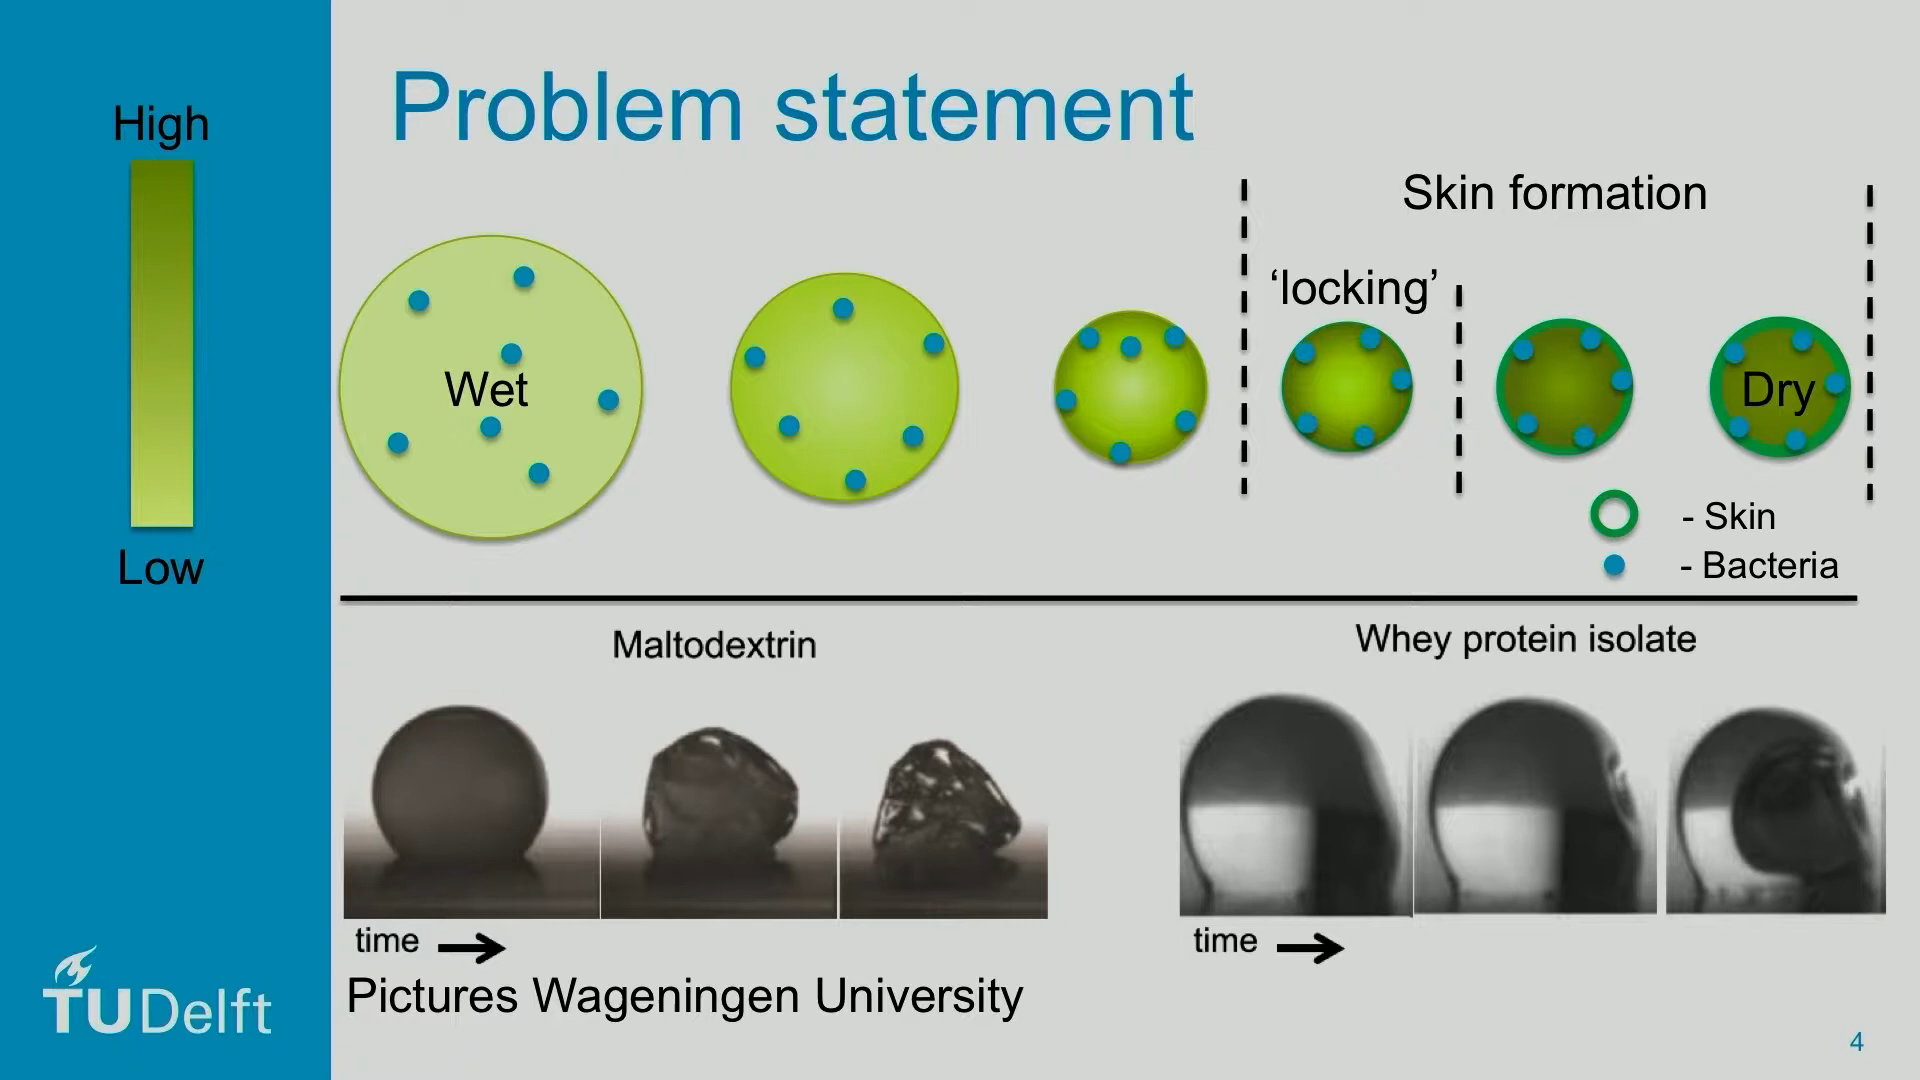 Problem statement
High
Low
Skin formation
‘locking’
Wet
Dry
- Skin
- Bacteria
Maltodextrin
Whey protein isolate
time
time
Pictures Wageningen University
TUDelft
4